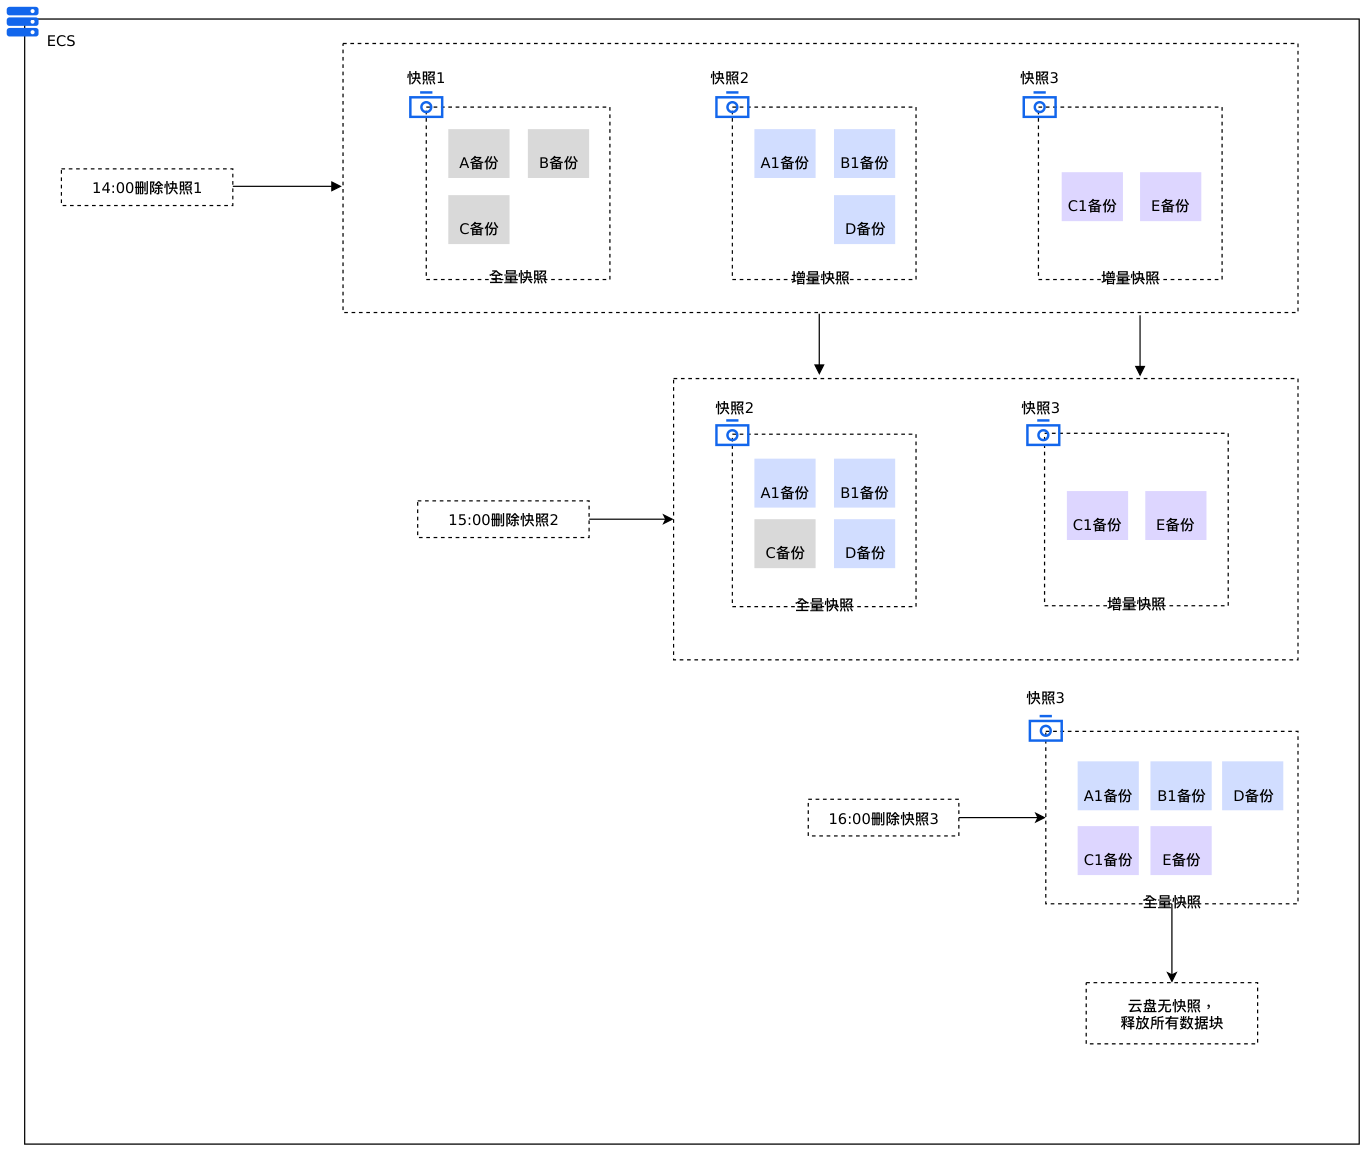 ECS
快照1
快照2
快照3
A备份
B备份
A1备份
B1备份
14:00删除快照1
C1备份
E备份
C备份
D备份
全量快照
增量快照
增量快照
快照2
快照3
A1备份
B1备份
15:00删除快照2
C1备份
E备份
C备份
D备份
全量快照
增量快照
快照3
A1备份
B1备份
D备份
16:00删除快照3
C1备份
E备份
全量快照
云盘无快照，
释放所有数据块